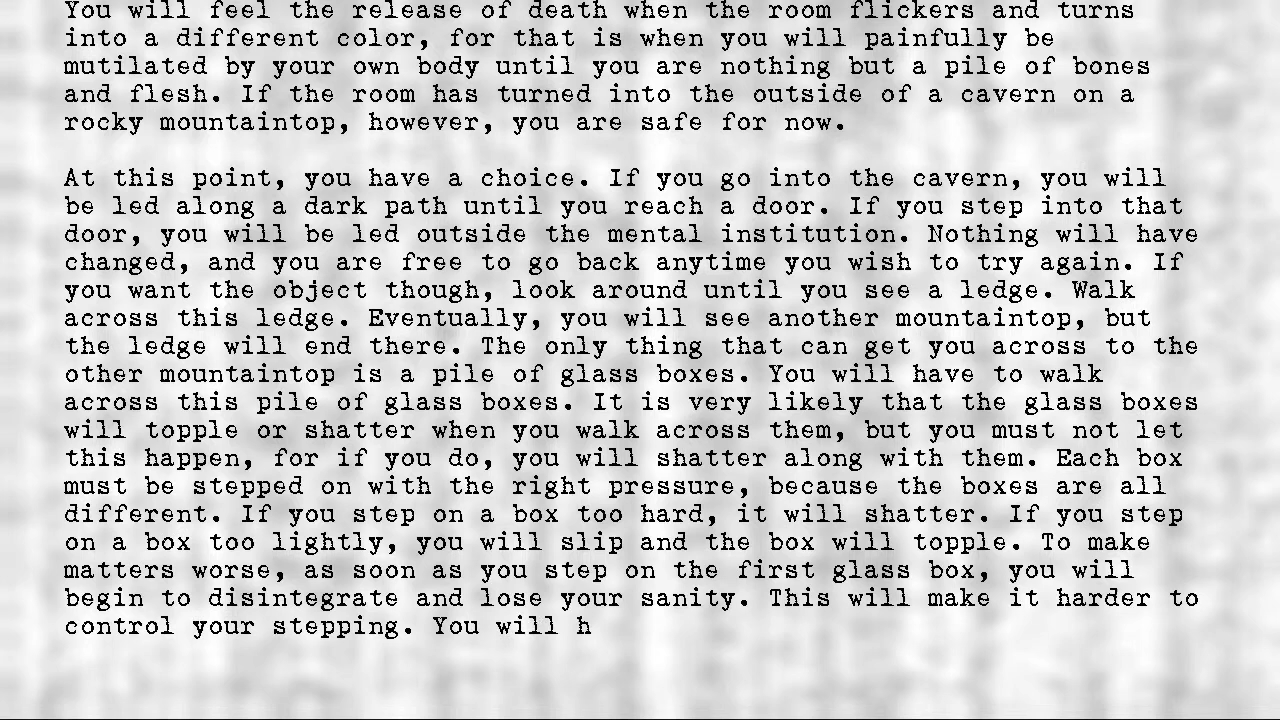 You will feel the release of death when the room flickers and turns
into a different color, for that is when you will painfully be
mutilated by your own body until you are nothing but a pile of bones
and flesh. If the room has turned into the outside of a cavern on a
rocky mountaintop, however, you are safe for now.
At this point, you have a choice. If you go into the cavern, you will
be led along a dark path until you reach a door. If you step into that
door, you will be led outside the mental institution. Nothing will have
changed, and you are free to go back anytime you wish to try again. If
you want the object though, look around until you see a ledge. Walk
across this ledge. Eventually, you will see another mountaintop, but
the ledge will end there. The only thing that can get you across to the
other mountaintop is a pile of glass boxes. You will have to walk
across this pile of glass boxes. It is very likely that the glass boxes
will topple or shatter when you walk across them, but you must not let
this happen, for if you do, you will shatter along with them. Each box
must be stepped on with the right pressure, because the boxes are all
different. If you step on a box too hard, it will shatter. If you step
on a box too lightly, you will slip and the box will topple. To make
matters worse, as soon as you step on the first glass box, you will
begin to disintegrate and lose your sanity. This will make it harder to
control your stepping. You will h